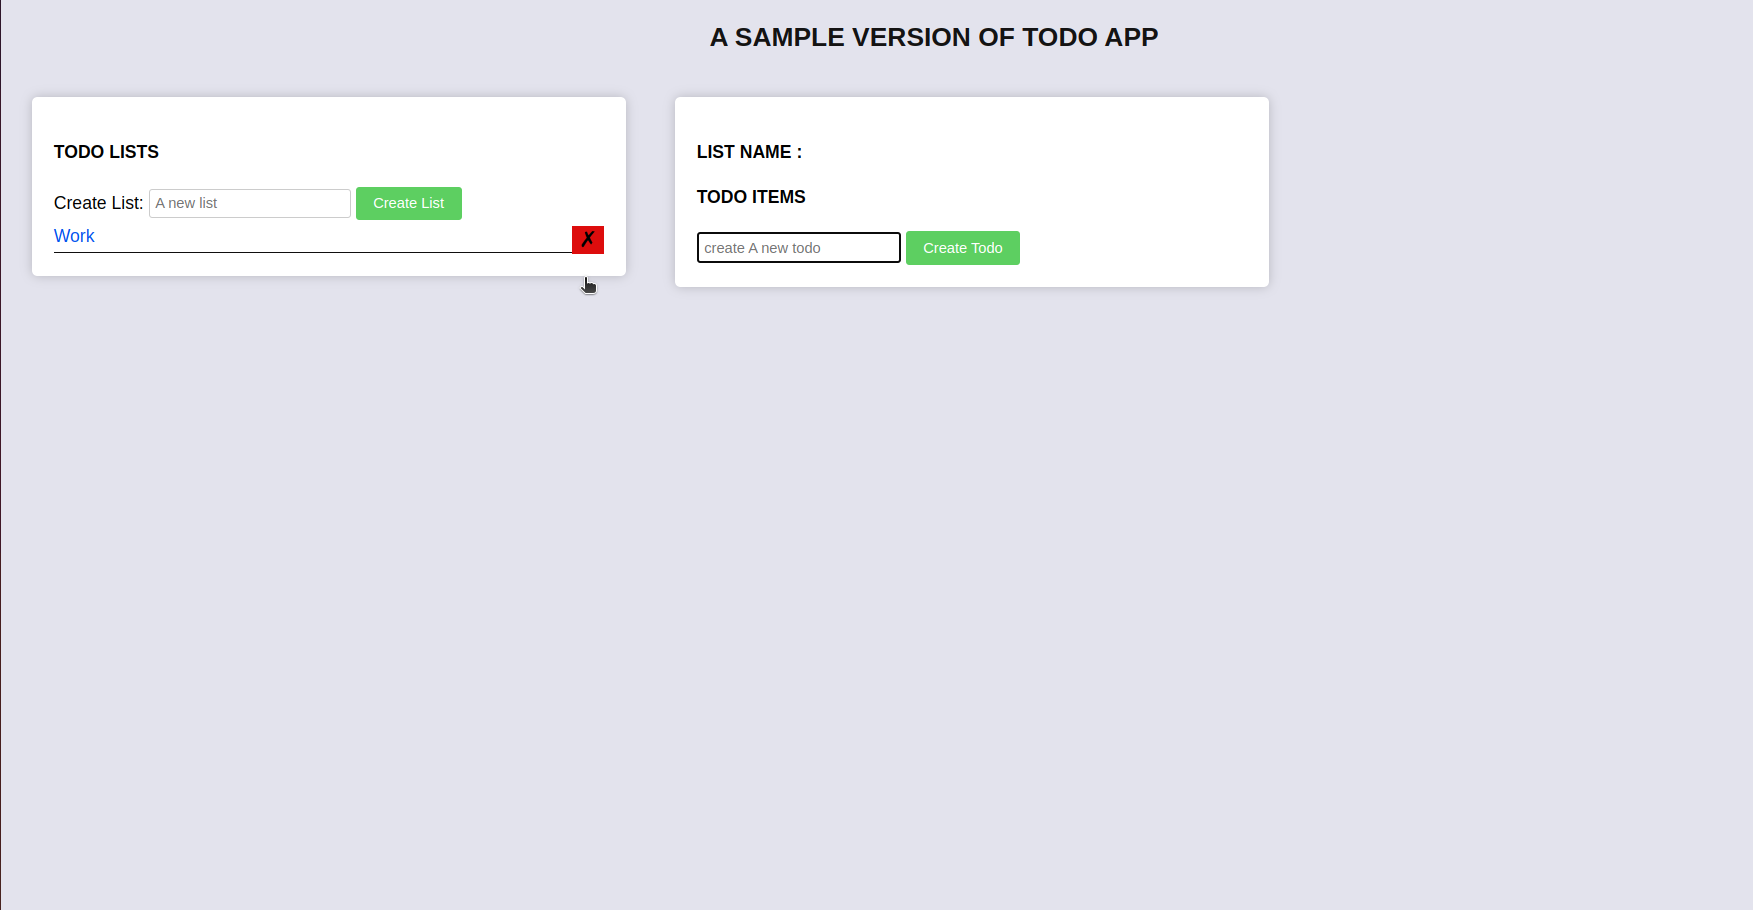 A SAMPLE VERSION OF TODO APP
TODO LISTS
Create List: A new list Create List
Work ✗
LIST NAME :
TODO ITEMS
create A new todo Create Todo